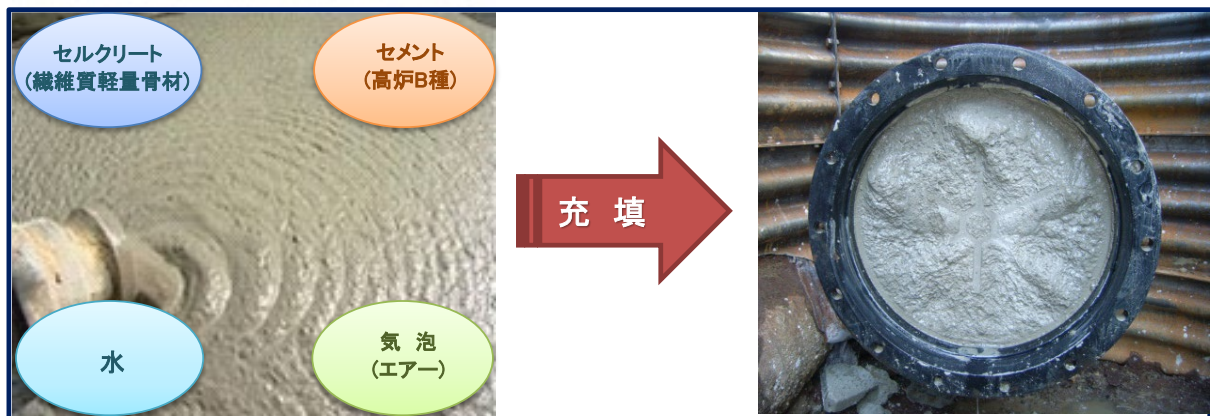 セルクリート
(繊維質軽量骨材)
セメント
(高炉B種)
充 填
水
気 泡
(エアー)